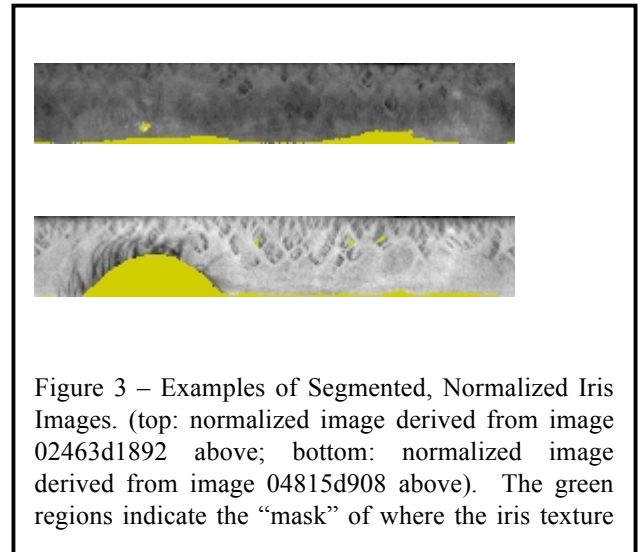 Figure 3 – Examples of Segmented, Normalized Iris
Images. (top: normalized image derived from image
02463d1892 above; bottom: normalized image
derived from image 04815d908 above). The green
regions indicate the “mask” of where the iris texture